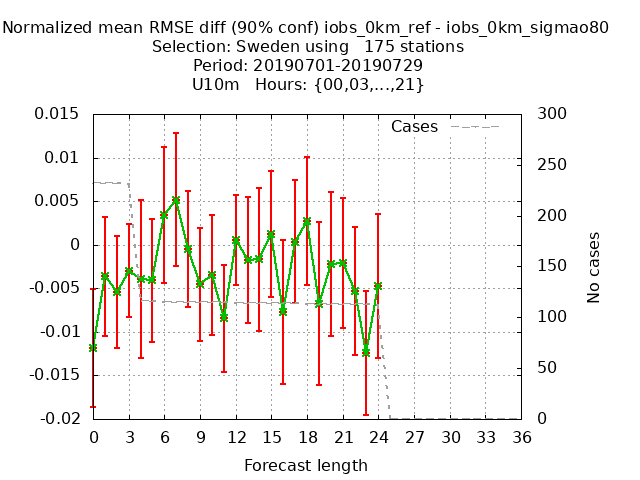 Normalized mean RMSE diff (90% conf) iobs_0km_ref - iobs_0km_sigmao80
Selection: Sweden using   175 stations
Period: 20190701-20190729
U10m   Hours: {00,03,...,21}
0.015
0.01
0.005
0
-0.005
-0.01
-0.015
-0.02
300
250
200
150
100
50
0
Cases
No cases
0 3 6 9 12 15 18 21 24 27 30 33 36
Forecast length